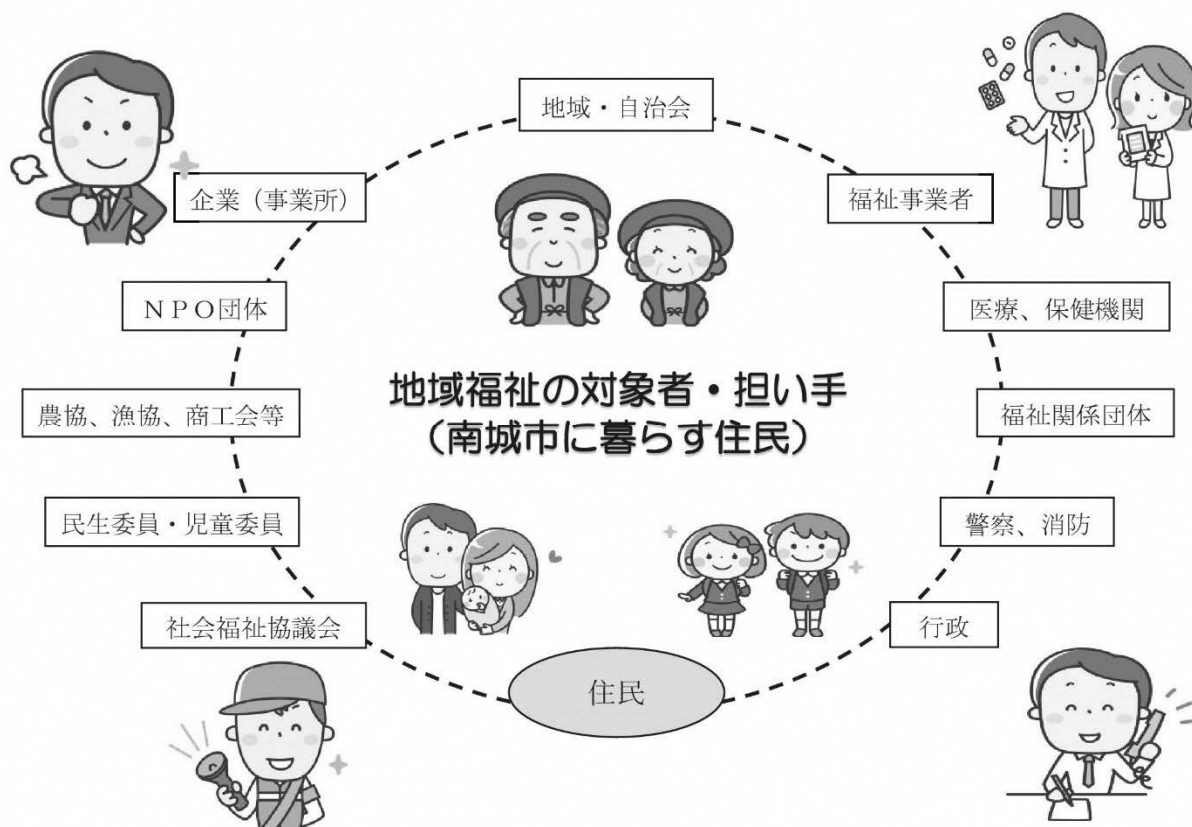 地域・自治会
企業（事業所）
福祉事業者
ＮＰＯ団体
医療、保健機関
地域福祉の対象者・担い手
（南城市に暮らす住民）
農協、漁協、商工会等
福祉関係団体
民生委員・児童委員
警察、消防
社会福祉協議会
行政
住民